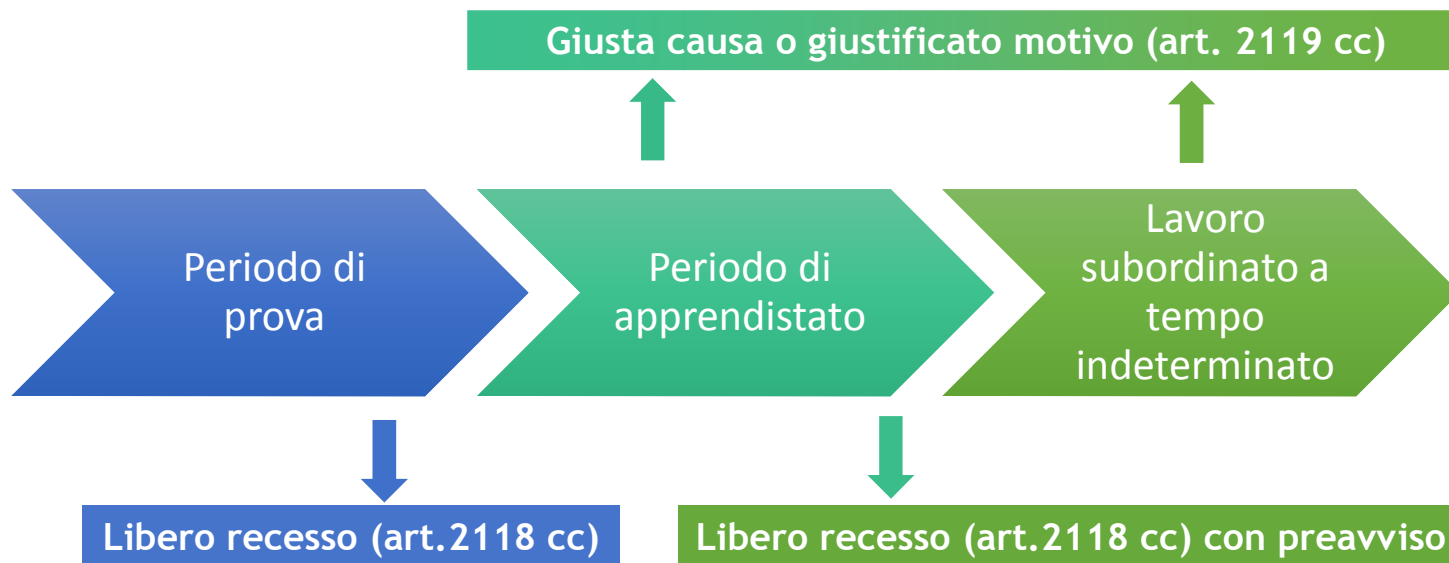 Giusta causa o giustificato motivo (art. 2119 cc)
Periodo di
prova
Periodo di
apprendistato
Lavoro
subordinato a
tempo
indeterminato
Libero recesso (art.2118 cc)
Libero recesso (art.2118 cc) con preavviso